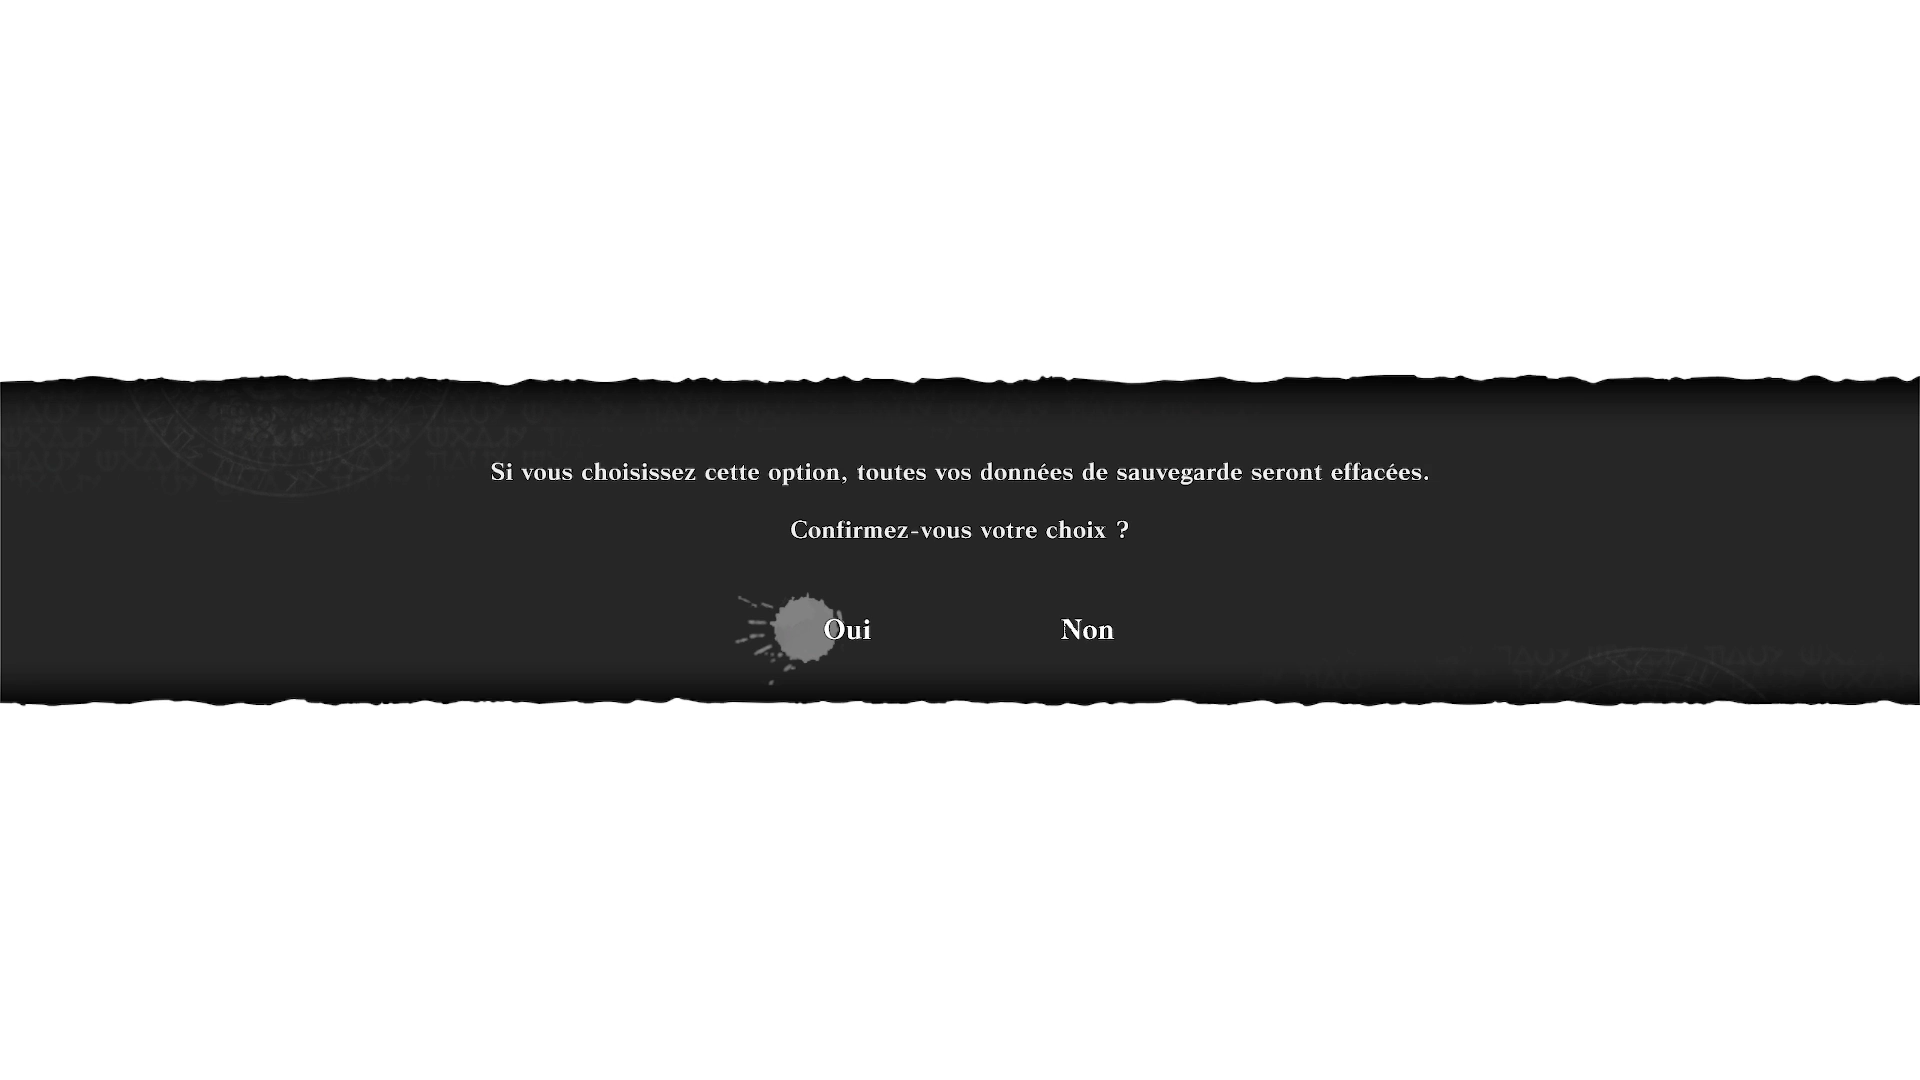 Si vous choisissez cette option, toutes vos données de sauvegarde seront effacées.
Confirmez-vous votre choix ?
Oui Non